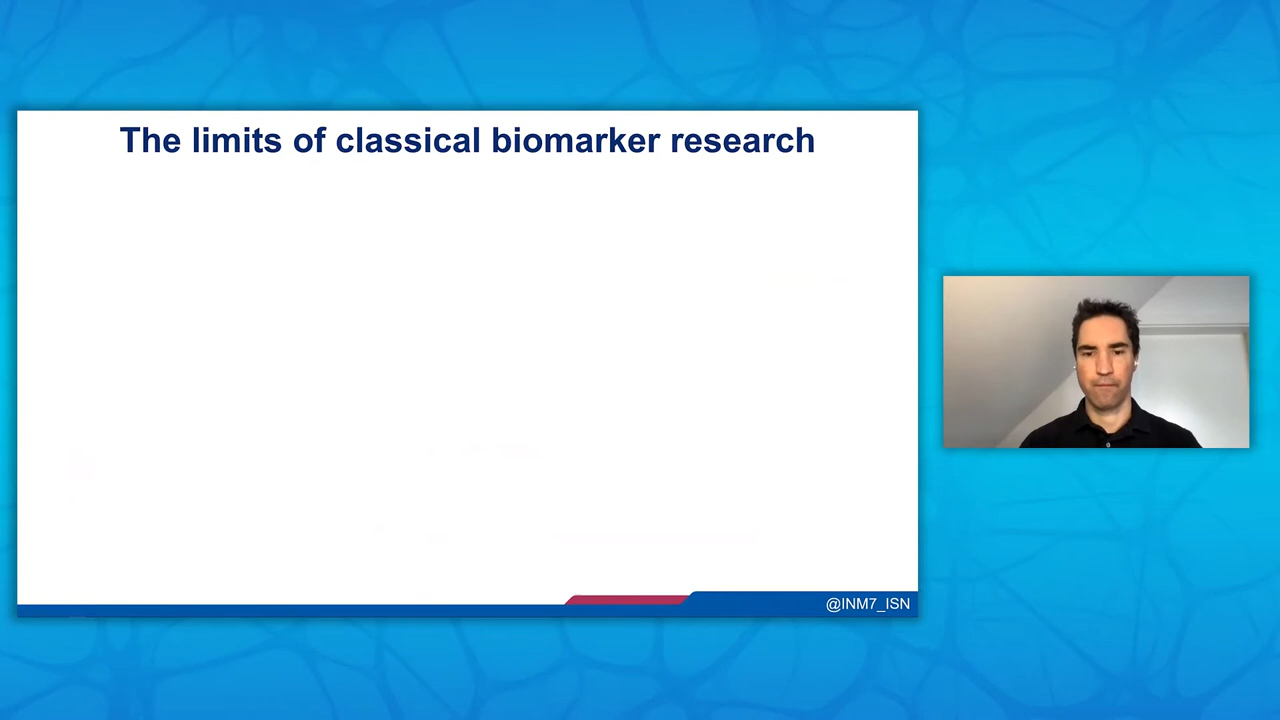 The limits of classical biomarker research
@INM7_ISN